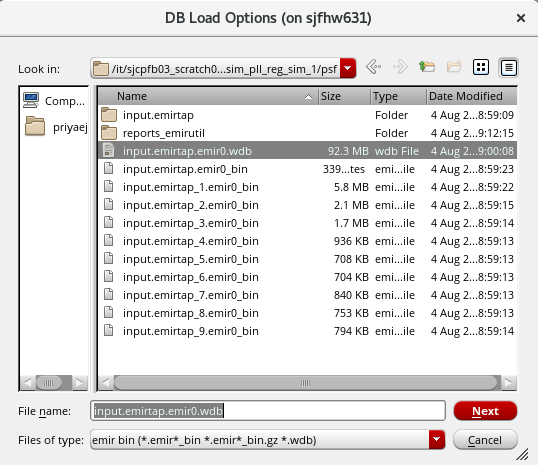 DB Load Options (on sjfhw631)
Look in: /it/sjcpfb03_scratch0...sim_pll_reg_sim_1/psf
Comp...
priyaej
Name Size Type Date Modified
input.emirtap Folder 4 Aug 2...8:59:09
reports_emirutil Folder 4 Aug 2...9:12:15
input.emirtap.emir0.wdb 92.3 MB wdb File 4 Aug 2...9:00:08
input.emirtap.emir0_bin 339...tes emi...ile 4 Aug 2...8:59:23
input.emirtap_1.emir0_bin 5.8 MB emi...ile 4 Aug 2...8:59:22
input.emirtap_2.emir0_bin 2.1 MB emi...ile 4 Aug 2...8:59:15
input.emirtap_3.emir0_bin 1.7 MB emi...ile 4 Aug 2...8:59:14
input.emirtap_4.emir0_bin 936 KB emi...ile 4 Aug 2...8:59:13
input.emirtap_5.emir0_bin 708 KB emi...ile 4 Aug 2...8:59:13
input.emirtap_6.emir0_bin 704 KB emi...ile 4 Aug 2...8:59:13
input.emirtap_7.emir0_bin 840 KB emi...ile 4 Aug 2...8:59:13
input.emirtap_8.emir0_bin 753 KB emi...ile 4 Aug 2...8:59:13
input.emirtap_9.emir0_bin 794 KB emi...ile 4 Aug 2...8:59:14
File name: input.emirtap.emir0.wdb Next
Files of type: emir bin (*.emir*_bin *.emir*_bin.gz *.wdb) Cancel